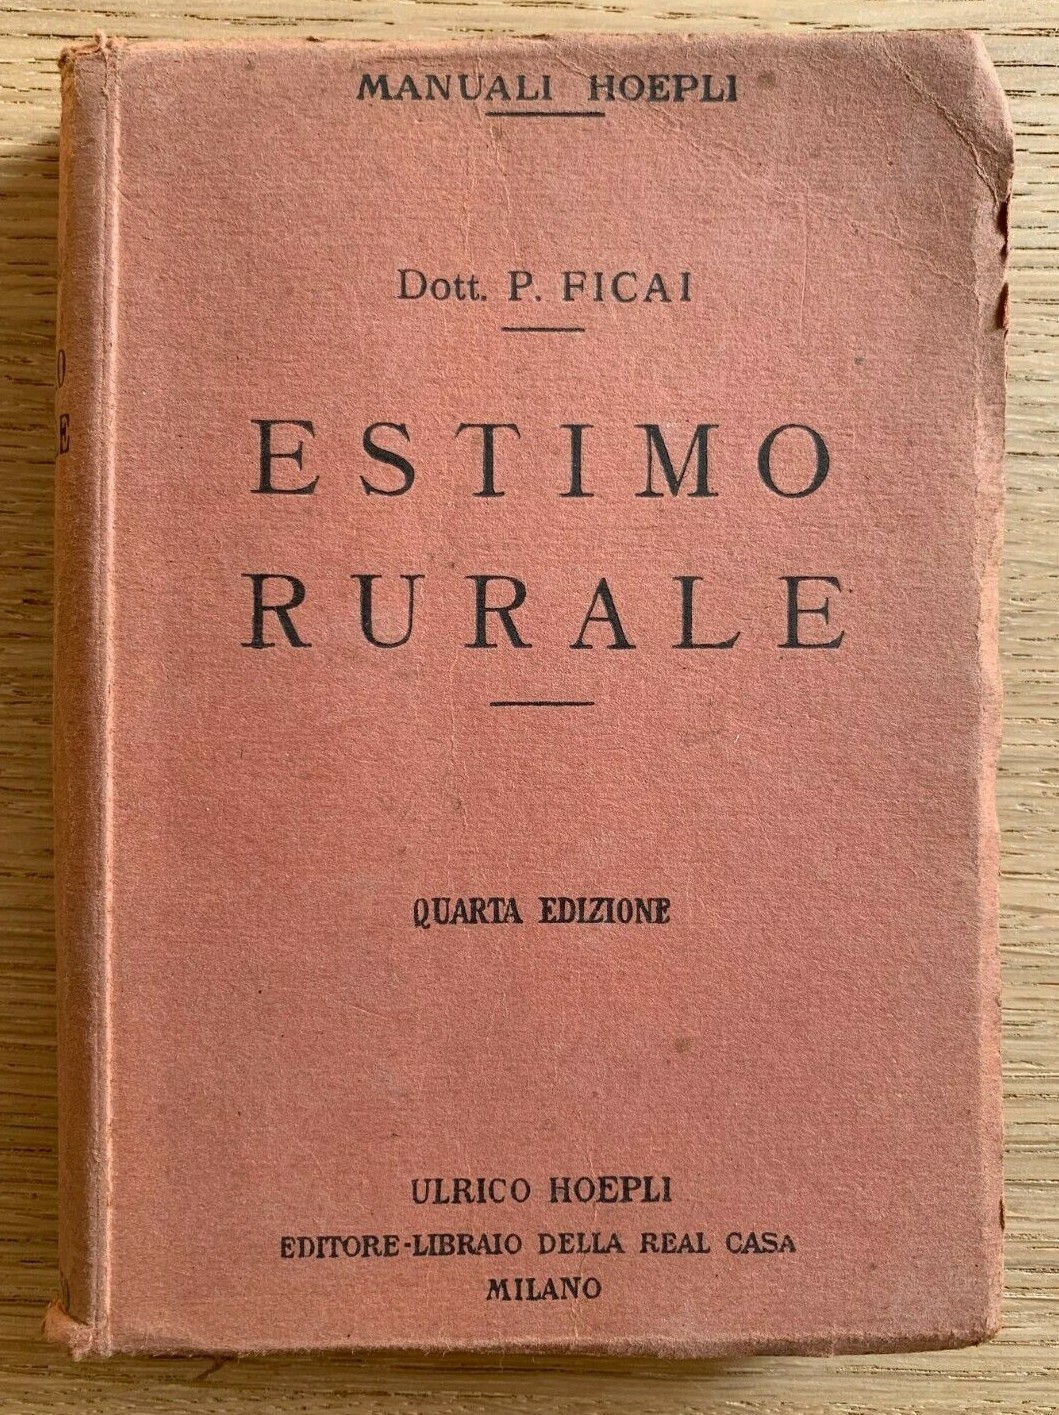 MANUALI HOEPLI
Dott. P. FICAI
ESTIMO
RURALE
QUARTA EDIZIONE
ULRICO HOEPLI
EDITORE-LIBRAIO DELLA REAL CASA
MILANO